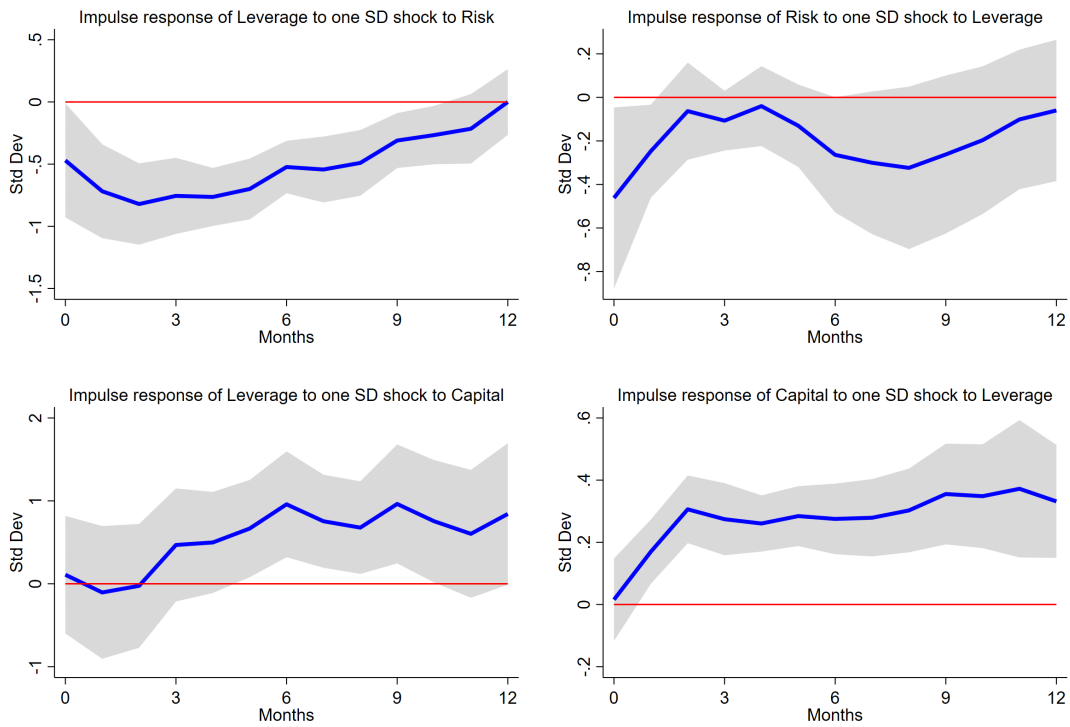 Impulse response of Leverage to one SD shock to Risk
Std Dev
.5
0
-.5
-1
-1.5
0 3 6 9 12
Months
Impulse response of Risk to one SD shock to Leverage
Std Dev
.2
0
-.2
-.4
-.6
-.8
0 3 6 9 12
Months
Impulse response of Leverage to one SD shock to Capital
Std Dev
2
1
0
-1
0 3 6 9 12
Months
Impulse response of Capital to one SD shock to Leverage
Std Dev
.6
.4
.2
0
-.2
0 3 6 9 12
Months